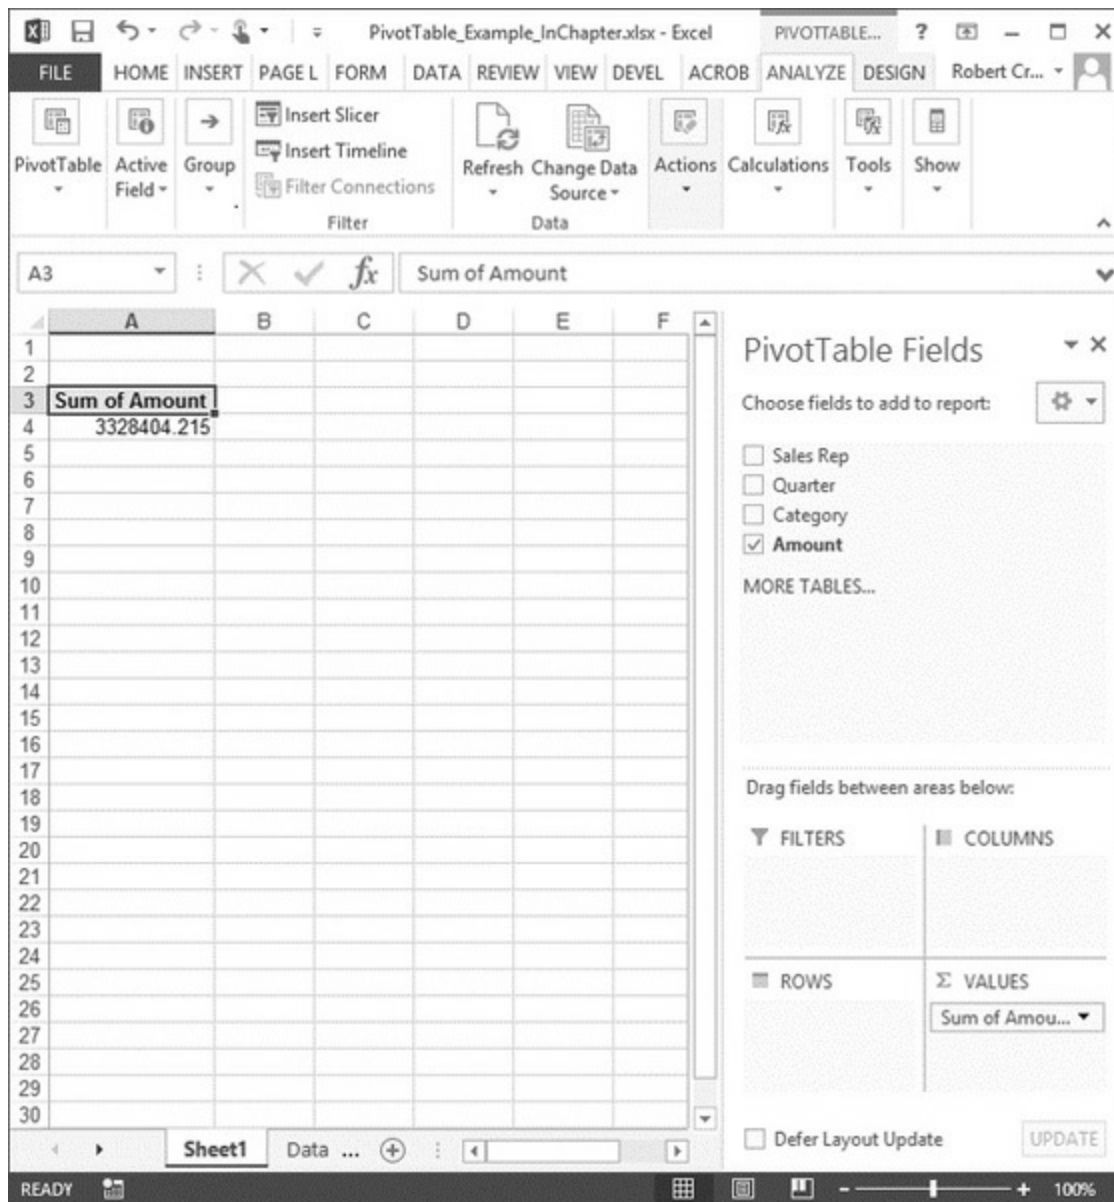 PivotTable_Example_InChapter.xlsx - Excel PIVOTTABLE... ?
FILE HOME INSERT PAGE L FORM DATA REVIEW VIEW DEVEL ACROB ANALYZE DESIGN Robert Cr...
PivotTable
Active Field
Group
Insert Slicer
Insert Timeline
Filter Connections
Filter
Refresh
Change Data Source
Data
Actions
Calculations
Tools
Show
A3 fx Sum of Amount
A B C D E F
1
2
3 Sum of Amount
4 3328404.215
5
6
7
8
9
10
11
12
13
14
15
16
17
18
19
20
21
22
23
24
25
26
27
28
29
30
PivotTable Fields
Choose fields to add to report:
Sales Rep
Quarter
Category
Amount
MORE TABLES...
Drag fields between areas below:
FILTERS
COLUMNS
ROWS
Σ VALUES
Sum of Amou...
Defer Layout Update UPDATE
Sheet1 Data ...
READY 100%